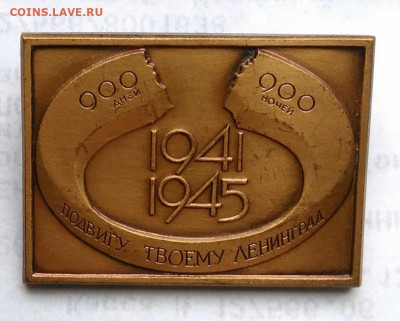 COINS.LAVE.RU
900
ДНЕЙ
900
НОЧЕЙ
1941
1945
ПОДВИГУ ТВОЕМУ ЛЕНИНГРАД